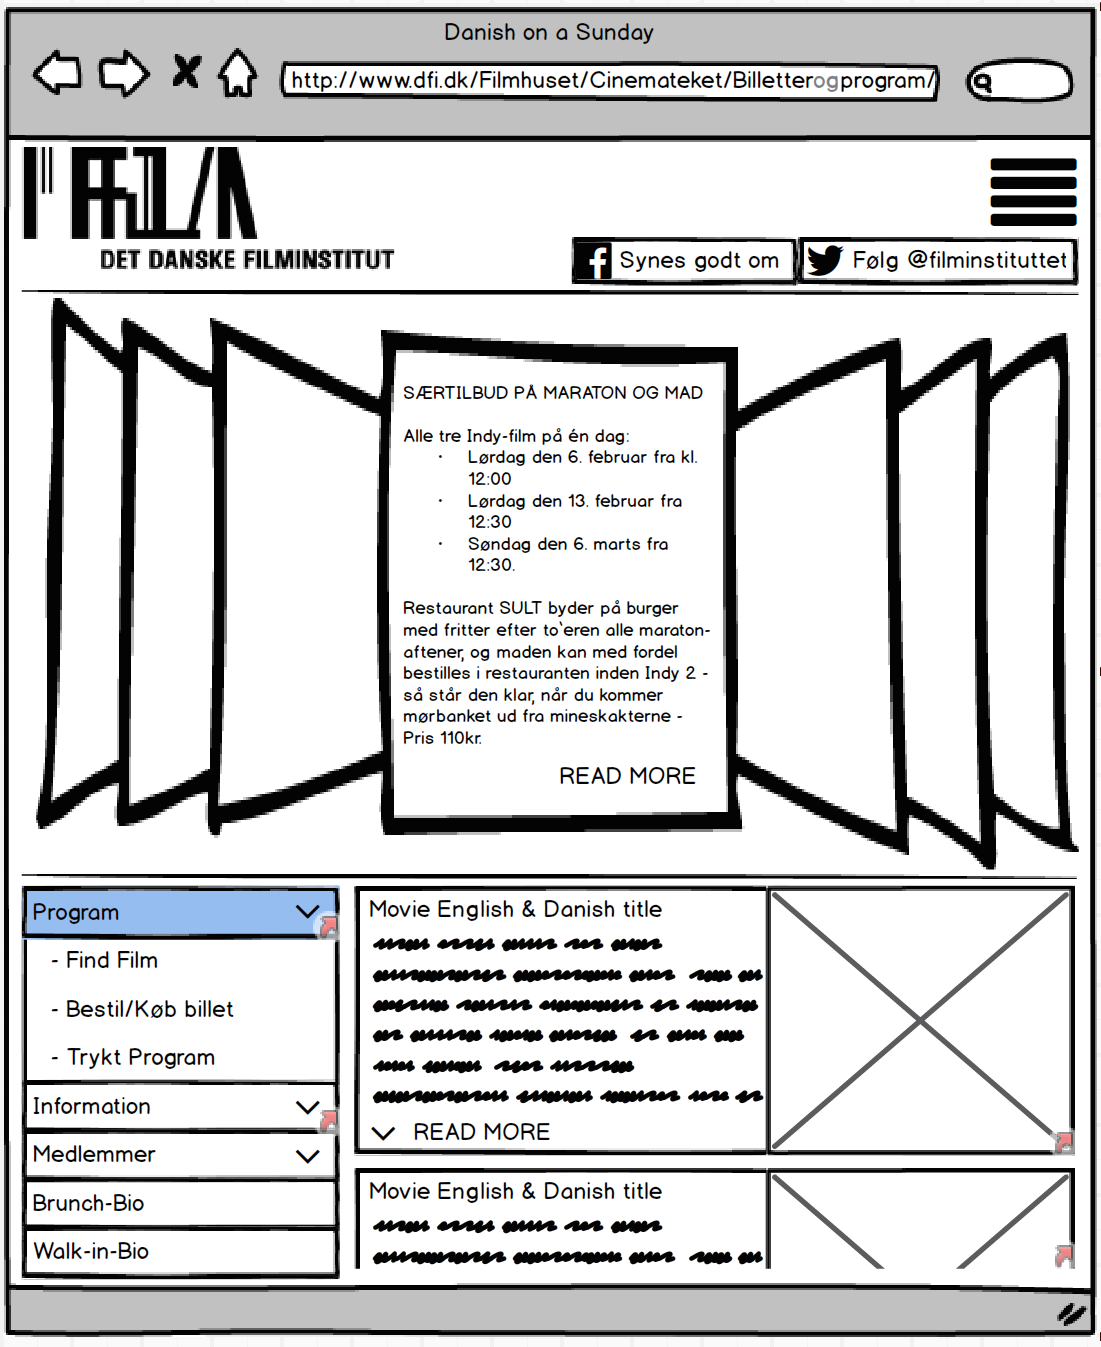 Danish on a Sunday
http://www.dfi.dk/Filmhuset/Cinemateket/Billetterogprogram/
DET DANSKE FILMINSTITUT
Synes godt om
Følg @filminstituttet
SÆRTILBUD PÅ MARATON OG MAD
Alle tre Indy-film på én dag:
· Lørdag den 6. februar fra kl.
12:00
· Lørdag den 13. februar fra
12:30
· Søndag den 6. marts fra
12:30.
Restaurant SULT byder på burger
med fritter efter to`eren alle maraton-
aftener, og maden kan med fordel
bestilles i restauranten inden Indy 2 -
så står den klar, når du kommer
mørbanket ud fra mineskakterne -
Pris 110kr.
READ MORE
Program
- Find Film
- Bestil/Køb billet
- Trykt Program
Information
Medlemmer
Brunch-Bio
Walk-in-Bio
Movie English & Danish title
READ MORE
Movie English & Danish title